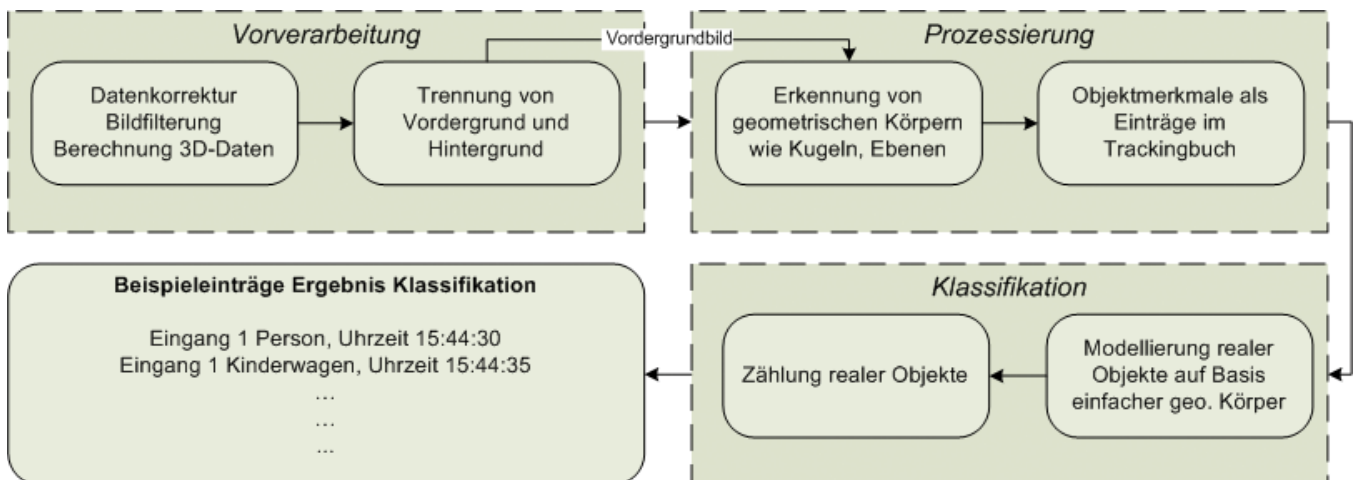 Vorverarbeitung
Datenkorrektur
Bildfilterung
Berechnung 3D-Daten
Trennung von
Vordergrund und
Hintergrund
Vordergrundbild
Prozessierung
Erkennung von
geometrischen Körpern
wie Kugeln, Ebenen
Objektmerkmale als
Einträge im
Trackingbuch
Klassifikation
Modellierung realer
Objekte auf Basis
einfacher geo. Körper
Zählung realer Objekte
Beispieleinträge Ergebnis Klassifikation
Eingang 1 Person, Uhrzeit 15:44:30
Eingang 1 Kinderwagen, Uhrzeit 15:44:35
…
…
...